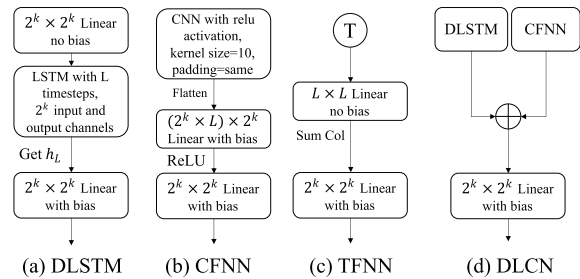 2^k × 2^k Linear
no bias
LSTM with L
timesteps,
2^k input and
output channels
Get h_L
2^k × 2^k Linear
with bias
(a) DLSTM
CNN with relu
activation,
kernel size=10,
padding=same
Flatten
(2^k × L) × 2^k
Linear with bias
ReLU
2^k × 2^k Linear
with bias
(b) CFNN
T
L × L Linear
no bias
Sum Col
2^k × 2^k Linear
with bias
(c) TFNN
DLSTM
CFNN
2^k × 2^k Linear
with bias
(d) DLCN